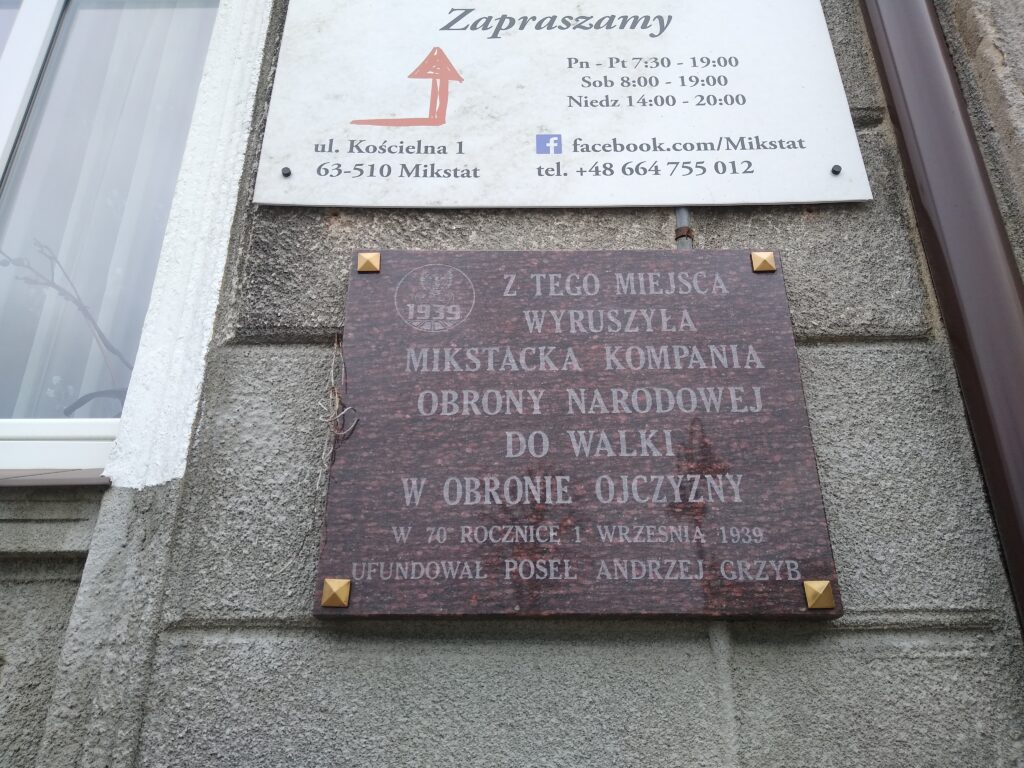 Zapraszamy
Pn - Pt 7:30 - 19:00
Sob 8:00 - 19:00
Niedz 14:00 - 20:00
ul. Kościelna 1
63-510 Mikstat
f facebook.com/Mikstat
tel. +48 664 755 012
1939
Z TEGO MIEJSCA
WYRUSZYŁA
MIKSTACKA KOMPANIA
OBRONY NARODOWEJ
DO WALKI
W OBRONIE OJCZYZNY
W 70 ROCZNICĘ 1 WRZEŚNIA 1939
UFUNDOWAŁ POSEŁ ANDRZEJ GRZYB